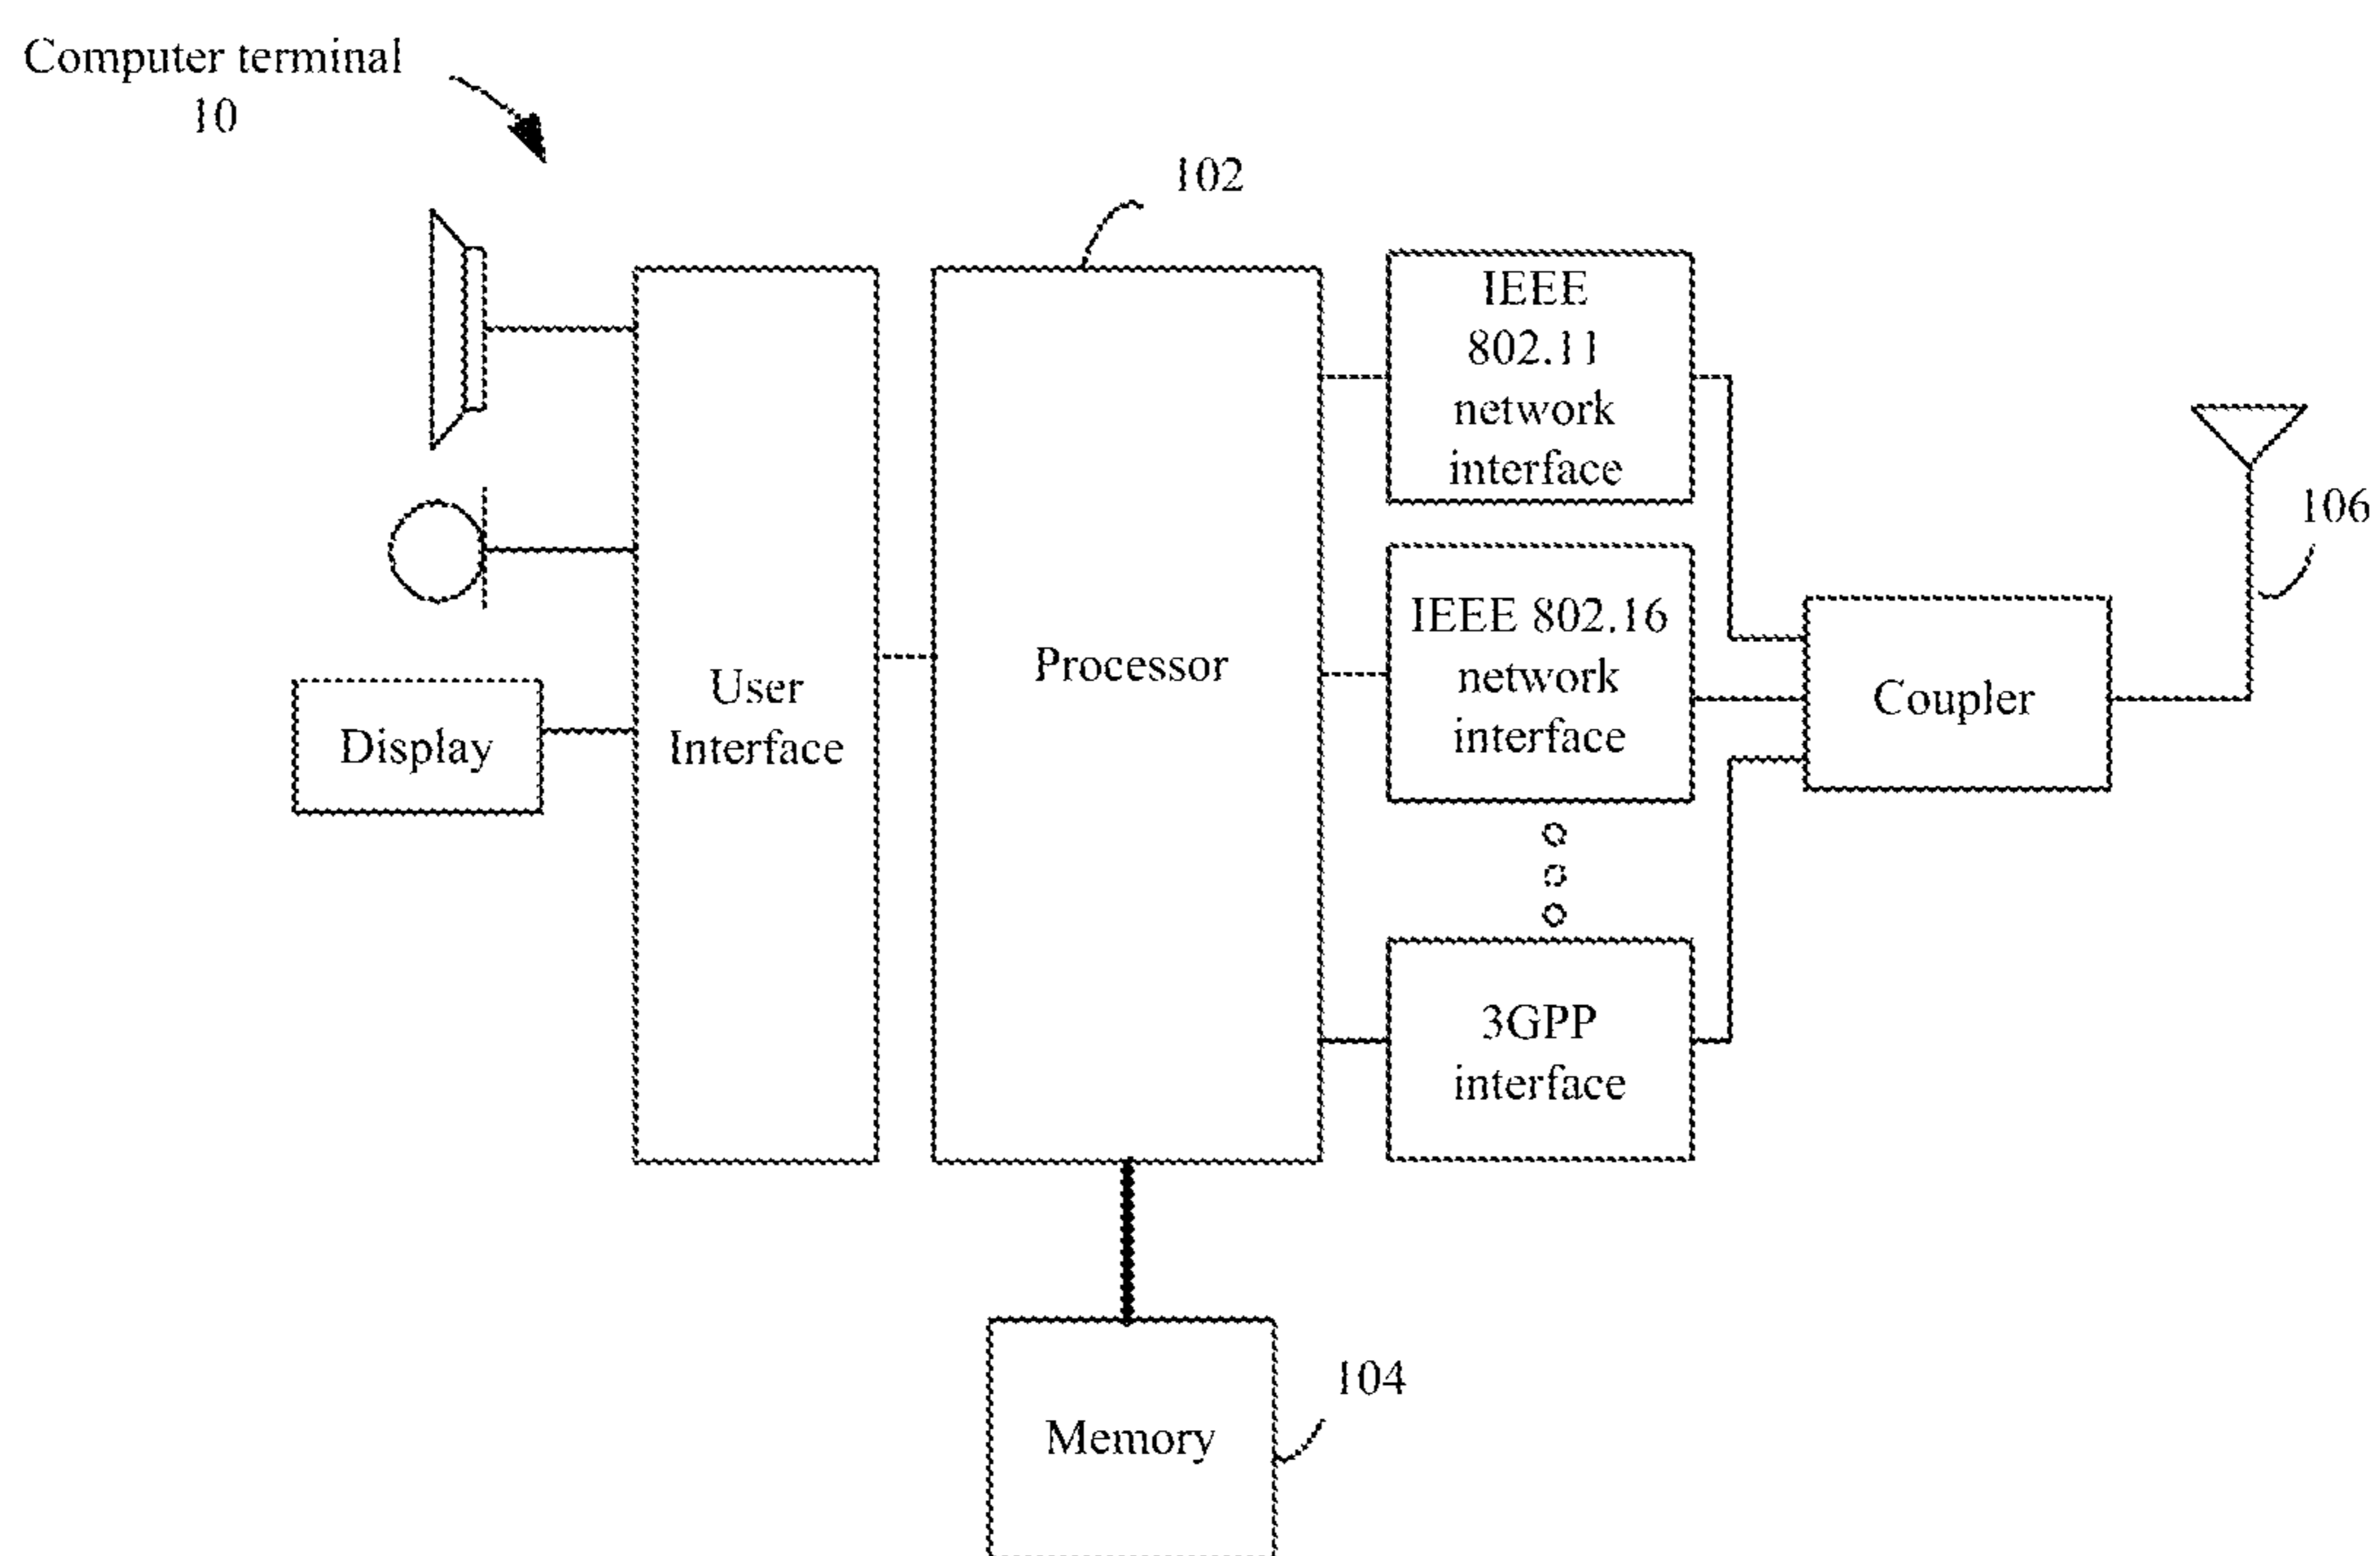 Computer terminal
10
102
IEEE
802.11
network
interface
106
IEEE 802.16
network
interface
Processor
User
Interface
Coupler
Display
3GPP
interface
104
Memory